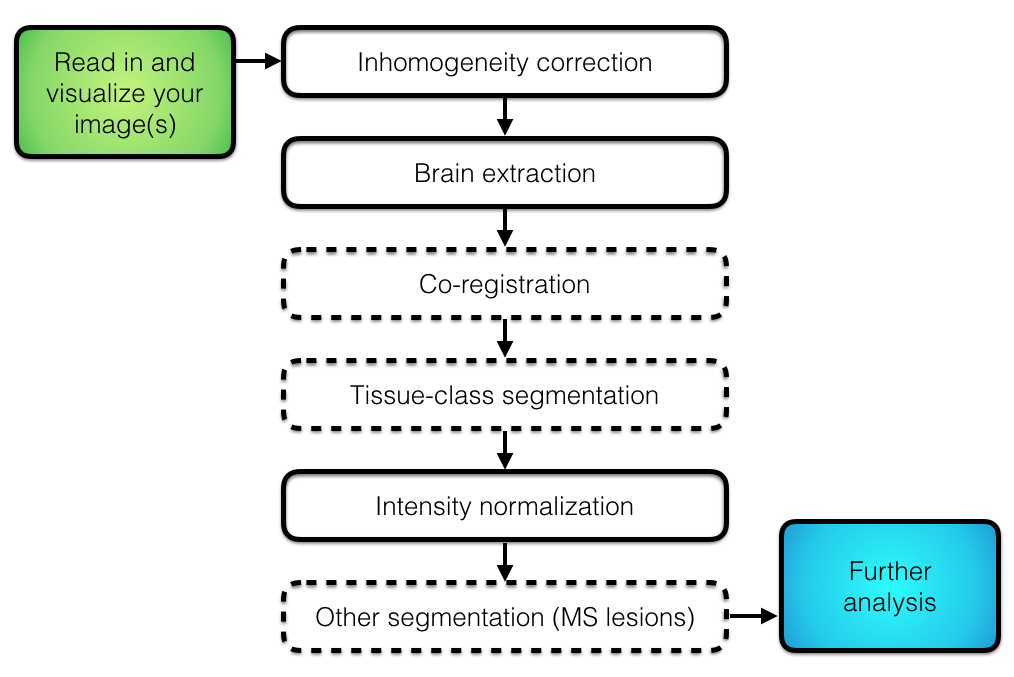 Read in and
visualize your
image(s)
Inhomogeneity correction
Brain extraction
Co-registration
Tissue-class segmentation
Intensity normalization
Other segmentation (MS lesions)
Further
analysis